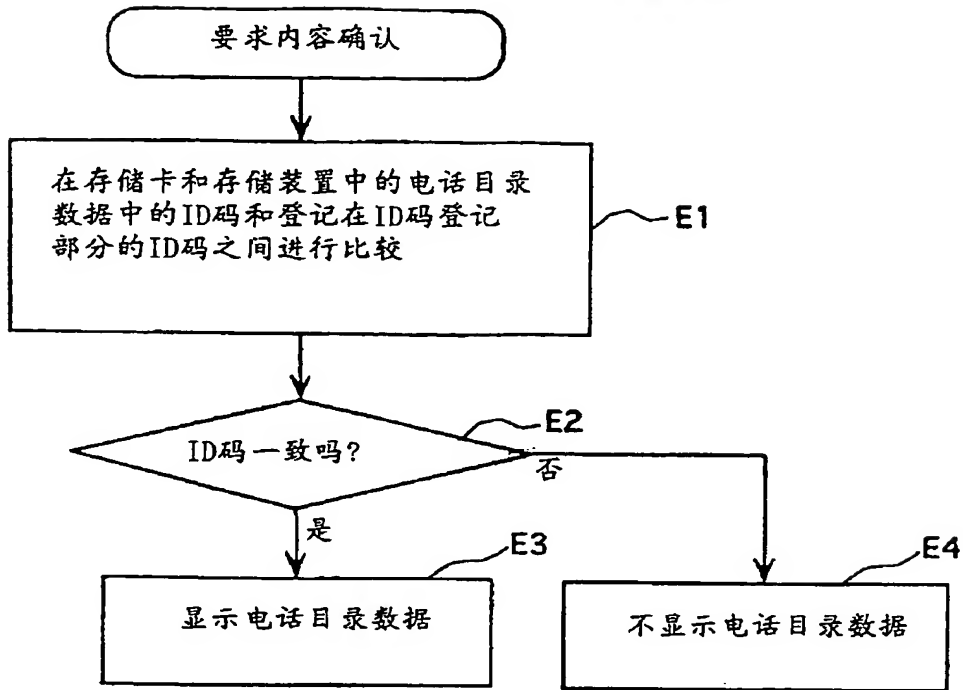 要求内容确认
在存储卡和存储装置中的电话目录
数据中的ID码和登记在ID码登记
部分的ID码之间进行比较
E1
ID码一致吗?
E2
否
是
E3
E4
显示电话目录数据
不显示电话目录数据